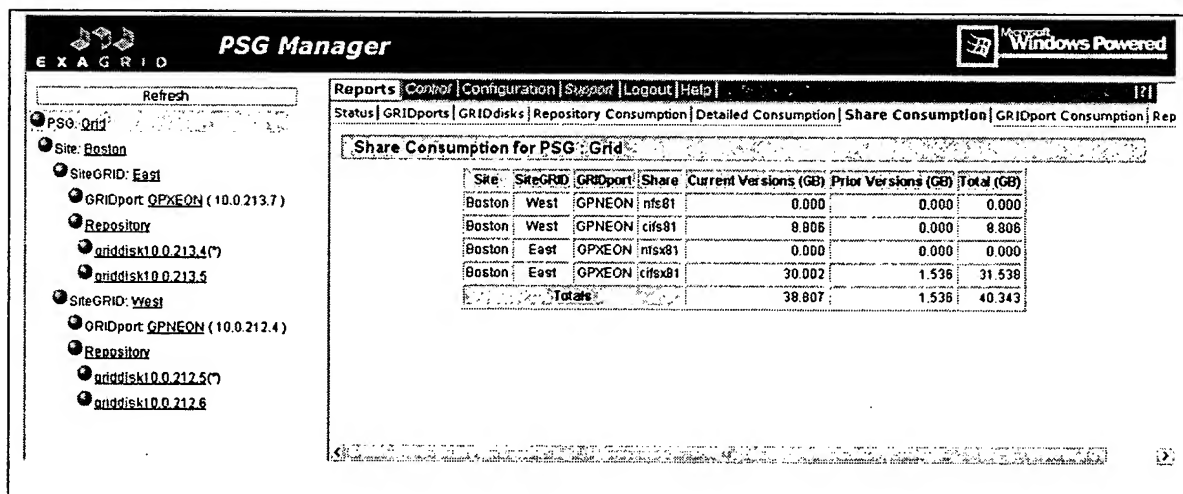 EXAGRID
PSG Manager
Microsoft
Windows Powered
Refresh
PSG: Grid
Site: Boston
SiteGRID: East
GRIDport GPXEON ( 10.0.213.7 )
Repository
griddisk10.0.213.4(*)
griddisk10.0.213.5
SiteGRID: West
GRIDport GPNEON ( 10.0.212.4 )
Repository
griddisk10.0.212.5(*)
griddisk10.0.212.6
Reports | Control | Configuration | Support | Logout | Help | |?|
Status | GRIDports | GRIDdisks | Repository Consumption | Detailed Consumption | Share Consumption | GRIDport Consumption | Rep
Share Consumption for PSG : Grid
Site SiteGRID GRIDport Share Current Versions (GB) Prior Versions (GB) Total (GB)
Boston West GPNEON nfs81 0.000 0.000 0.000
Boston West GPNEON cifs81 8.806 0.000 8.806
Boston East GPXEON nfsx81 0.000 0.000 0.000
Boston East GPXEON cifsx81 30.002 1.536 31.538
Totals 38.807 1.536 40.343